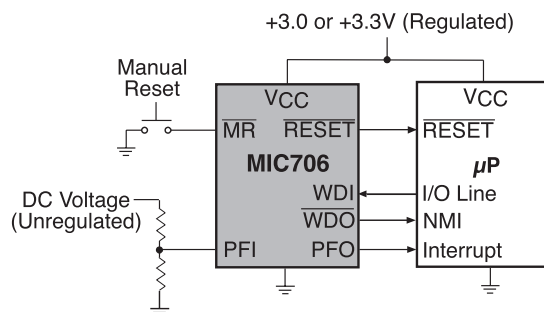 +3.0 or +3.3V (Regulated)
Manual
Reset
VCC
VCC
MR
RESET
RESET
MIC706
µP
DC Voltage
(Unregulated)
WDI
I/O Line
WDO
NMI
PFI
PFO
Interrupt